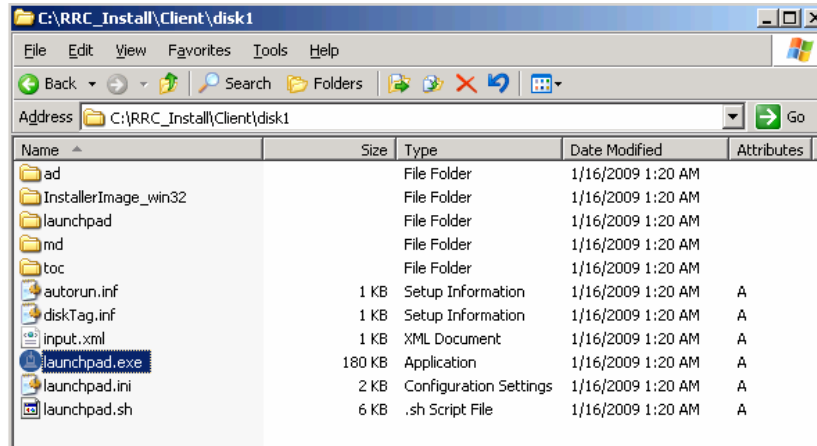 C:\RRC_Install\Client\disk1
File Edit View Favorites Tools Help
Back Search Folders
Address C:\RRC_Install\Client\disk1 Go
Name Size Type Date Modified Attributes
ad File Folder 1/16/2009 1:20 AM
InstallerImage_win32 File Folder 1/16/2009 1:20 AM
launchpad File Folder 1/16/2009 1:20 AM
md File Folder 1/16/2009 1:20 AM
toc File Folder 1/16/2009 1:20 AM
autorun.inf 1 KB Setup Information 1/16/2009 1:20 AM A
diskTag.inf 1 KB Setup Information 1/16/2009 1:20 AM A
input.xml 1 KB XML Document 1/16/2009 1:20 AM A
launchpad.exe 180 KB Application 1/16/2009 1:20 AM A
launchpad.ini 2 KB Configuration Settings 1/16/2009 1:20 AM A
launchpad.sh 6 KB .sh Script File 1/16/2009 1:20 AM A